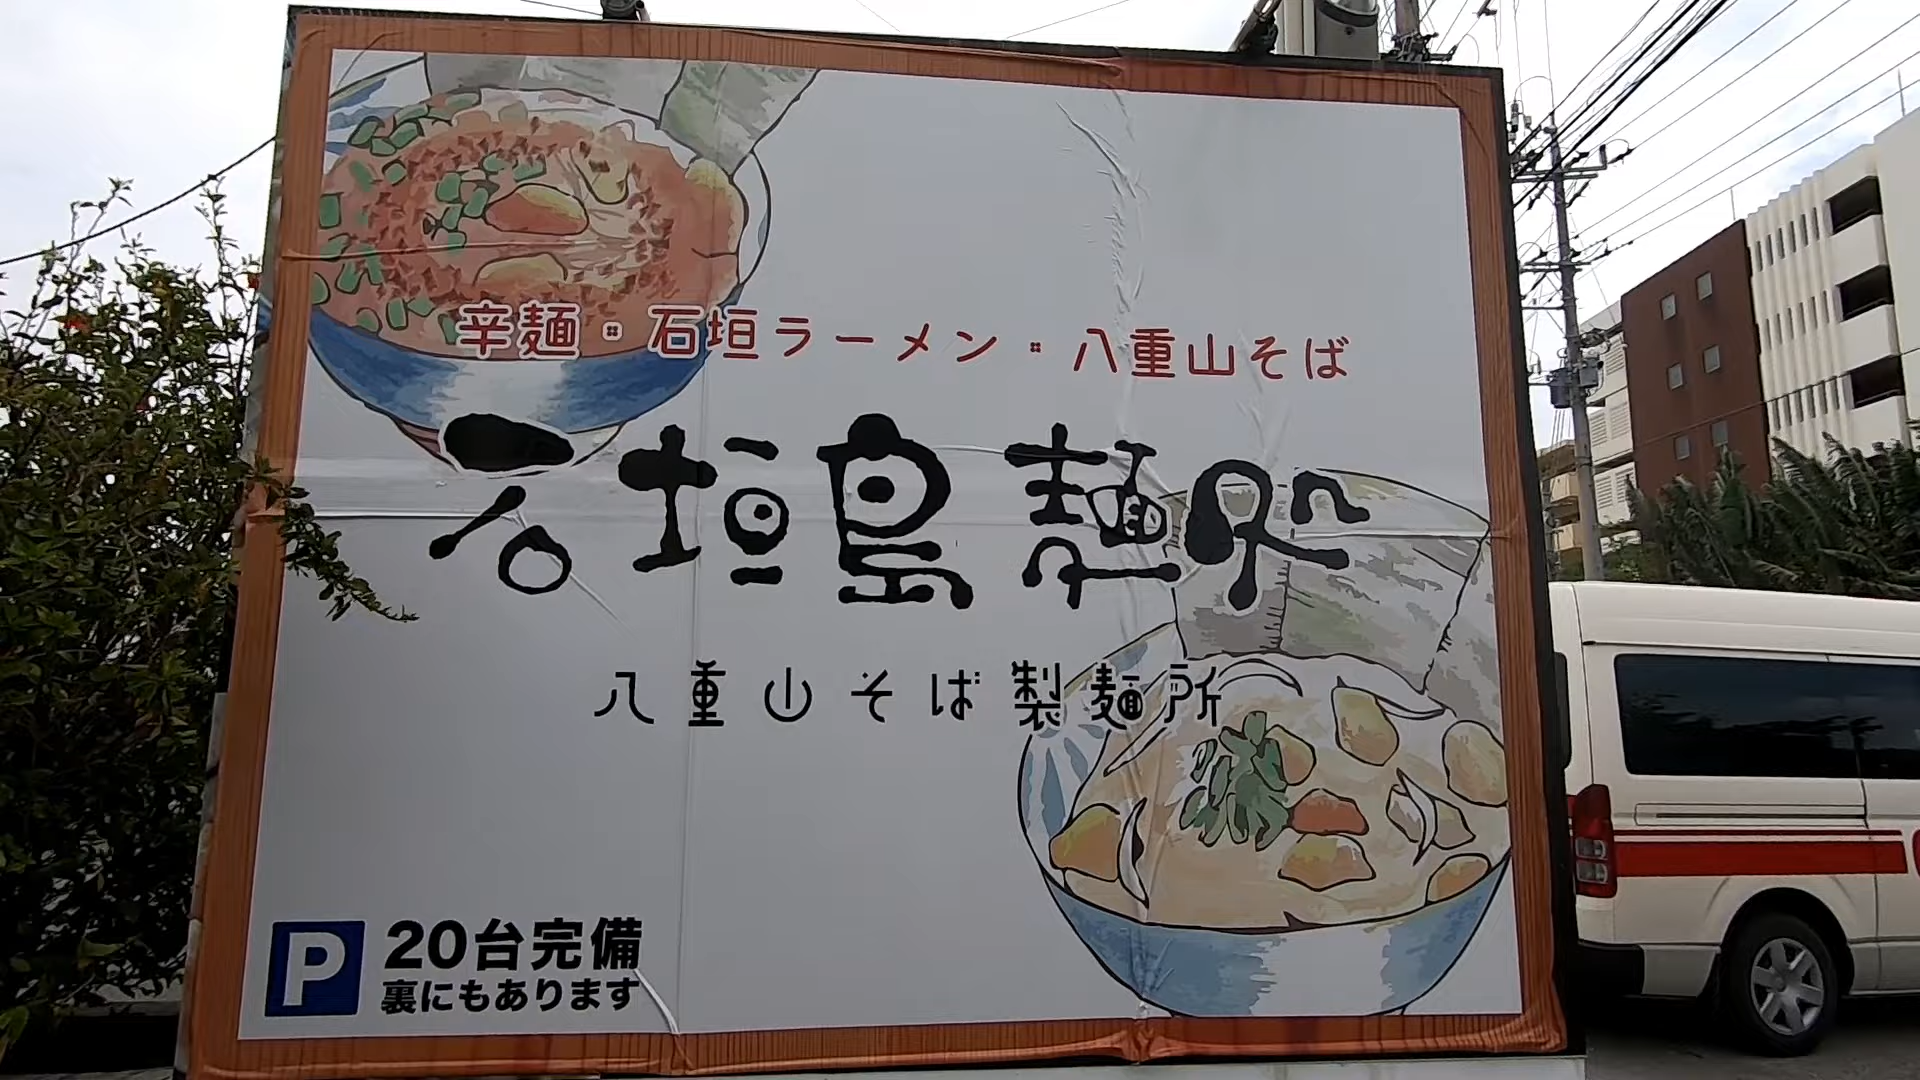 辛麺・石垣ラーメン・八重山そば
石垣島 麺処
八重山そば製麺所
P 20台完備
裏にもあります